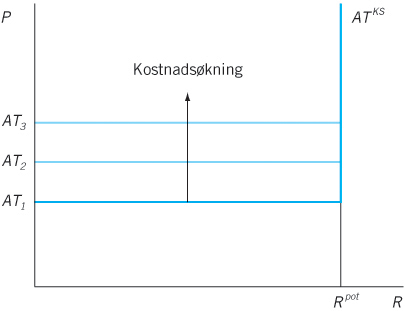 P
AT^KS
Kostnadsøkning
AT₃
AT₂
AT₁
R^pot
R